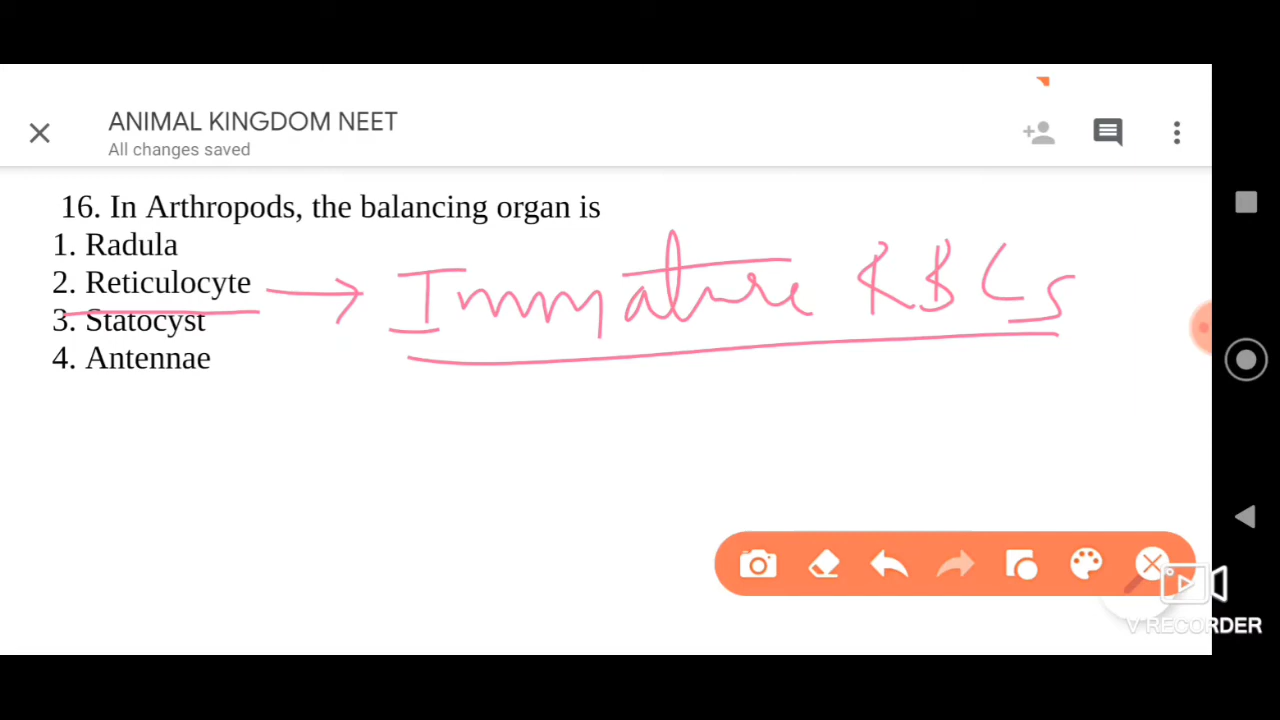 ANIMAL KINGDOM NEET
All changes saved
16. In Arthropods, the balancing organ is
1. Radula
2. Reticulocyte → Immature RBCs
3. Statocyst
4. Antennae
V RECORDER